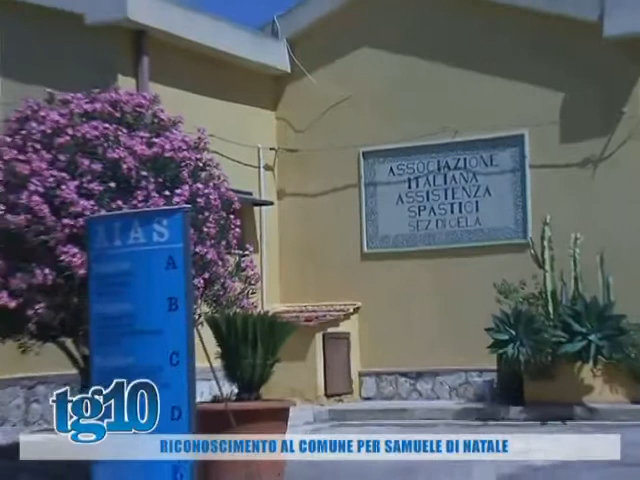 ASSOCIAZIONE
ITALIANA
ASSISTENZA
SPASTICI
SEZ DI GELA
AIAS
A
B
C
D
tg10
RICONOSCIMENTO AL COMUNE PER SAMUELE DI NATALE